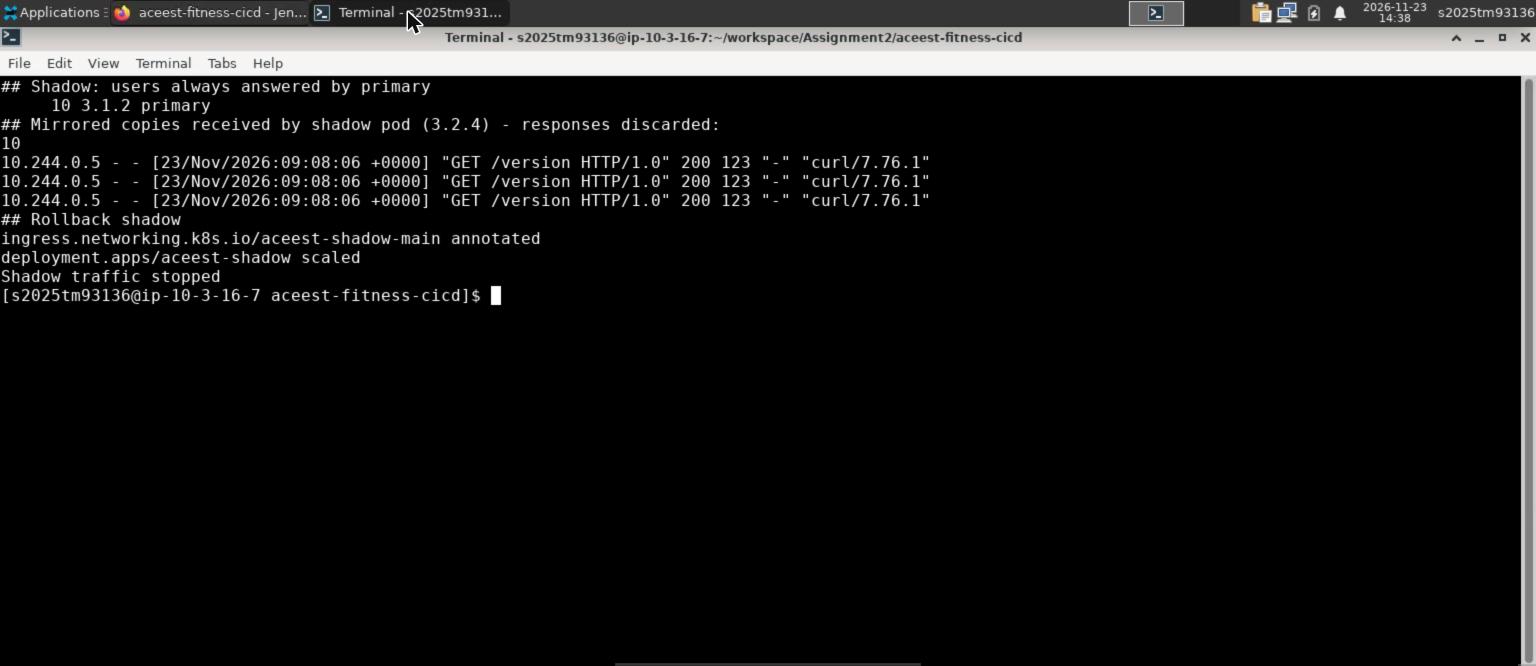 Applications
aceest-fitness-cicd - Jen...
Terminal - s2025tm931...
2026-11-23
14:38
s2025tm93136
Terminal - s2025tm93136@ip-10-3-16-7:~/workspace/Assignment2/aceest-fitness-cicd
File Edit View Terminal Tabs Help
## Shadow: users always answered by primary
10 3.1.2 primary
## Mirrored copies received by shadow pod (3.2.4) - responses discarded:
10
10.244.0.5 - - [23/Nov/2026:09:08:06 +0000] "GET /version HTTP/1.0" 200 123 "-" "curl/7.76.1"
10.244.0.5 - - [23/Nov/2026:09:08:06 +0000] "GET /version HTTP/1.0" 200 123 "-" "curl/7.76.1"
10.244.0.5 - - [23/Nov/2026:09:08:06 +0000] "GET /version HTTP/1.0" 200 123 "-" "curl/7.76.1"
## Rollback shadow
ingress.networking.k8s.io/aceest-shadow-main annotated
deployment.apps/aceest-shadow scaled
Shadow traffic stopped
[s2025tm93136@ip-10-3-16-7 aceest-fitness-cicd]$